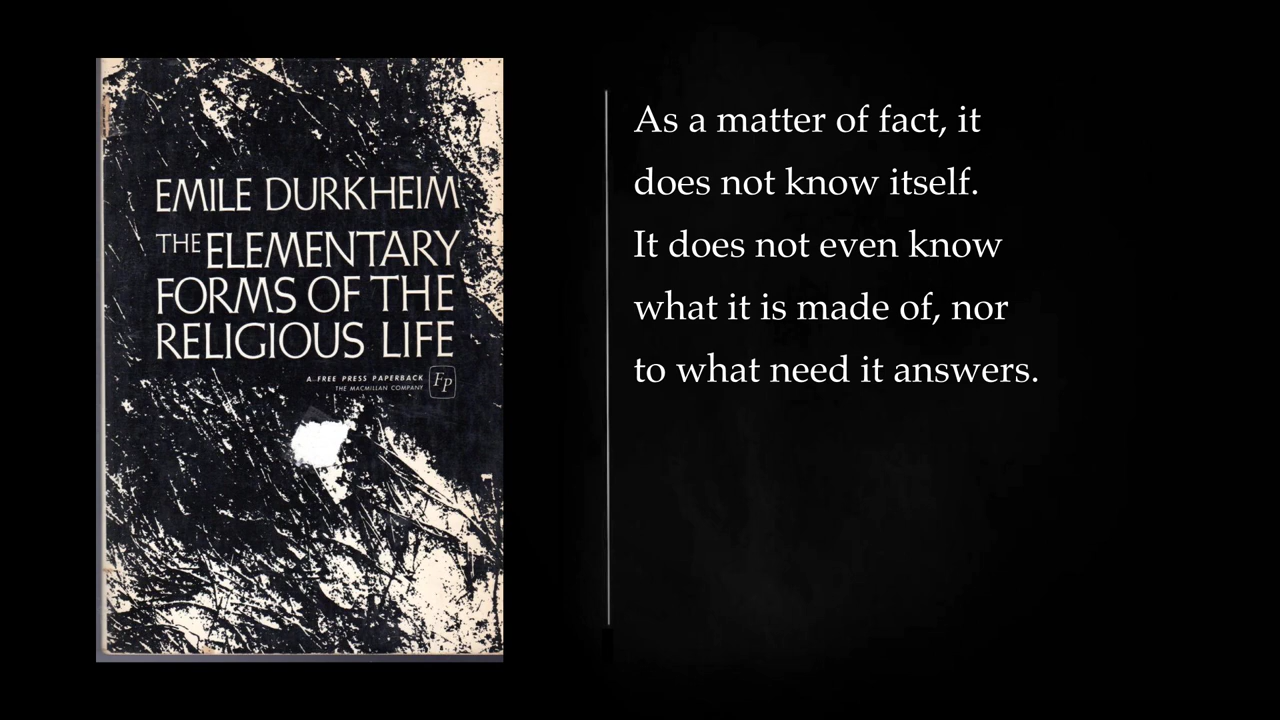 EMILE DURKHEIM
THE ELEMENTARY
FORMS OF THE
RELIGIOUS LIFE
A FREE PRESS PAPERBACK
THE MACMILLAN COMPANY
FP
As a matter of fact, it
does not know itself.
It does not even know
what it is made of, nor
to what need it answers.